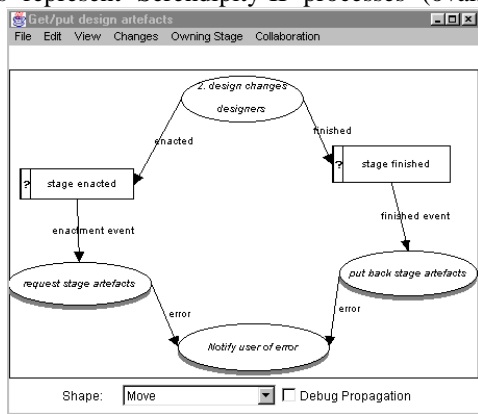 to represent Serendipity-II processes (ovals
Get/put design artefacts
File Edit View Changes Owning Stage Collaboration
2. design changes
designers
enacted
finished
? stage enacted
? stage finished
enactment event
finished event
request stage artefacts
put back stage artefacts
error
error
Notify user of error
Shape: Move Debug Propagation